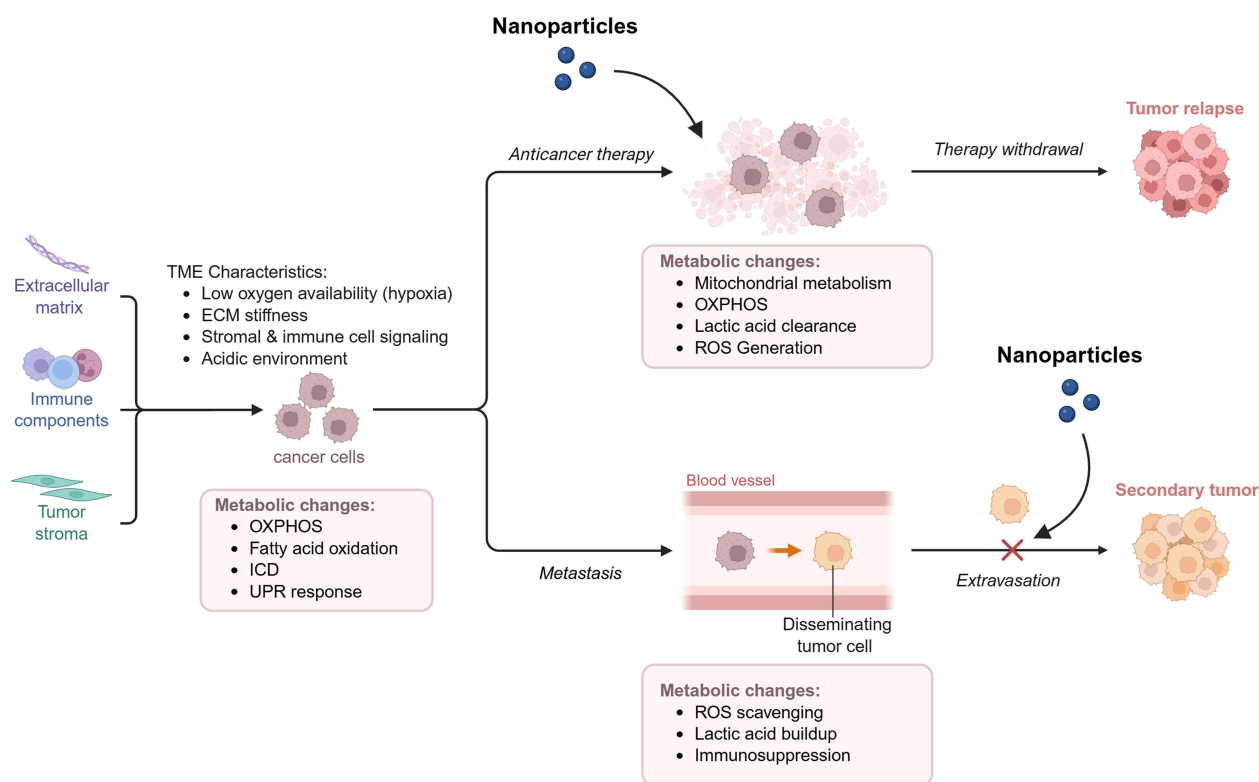 Nanoparticles
Anticancer therapy
Therapy withdrawal
Tumor relapse
Extracellular
matrix
Immune
components
Tumor
stroma
TME Characteristics:
• Low oxygen availability (hypoxia)
• ECM stiffness
• Stromal & immune cell signaling
• Acidic environment
cancer cells
Metabolic changes:
• OXPHOS
• Fatty acid oxidation
• ICD
• UPR response
Metabolic changes:
• Mitochondrial metabolism
• OXPHOS
• Lactic acid clearance
• ROS Generation
Nanoparticles
Metastasis
Blood vessel
Disseminating
tumor cell
Extravasation
Secondary tumor
Metabolic changes:
• ROS scavenging
• Lactic acid buildup
• Immunosuppression